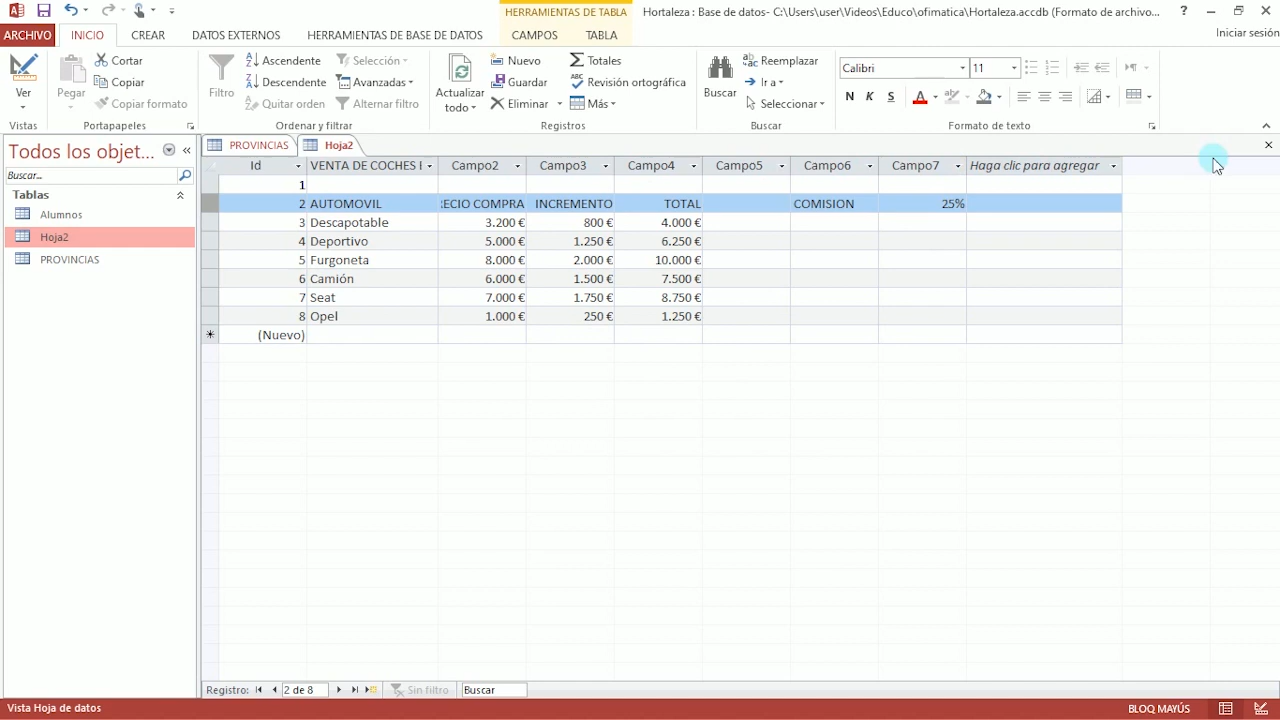 HERRAMIENTAS DE TABLA
Hortaleza : Base de datos- C:\Users\user\Videos\Educo\ofimatica\Hortaleza.accdb (Formato de archivo...
ARCHIVO INICIO CREAR DATOS EXTERNOS HERRAMIENTAS DE BASE DE DATOS CAMPOS TABLA Iniciar sesión
Ver
Vistas
Pegar
Cortar
Copiar
Copiar formato
Portapapeles
Filtro
Ascendente
Descendente
Quitar orden
Selección
Avanzadas
Alternar filtro
Ordenar y filtrar
Actualizar
todo
Nuevo
Guardar
Eliminar
Totales
Revisión ortográfica
Más
Registros
Buscar
Reemplazar
Ir a
Seleccionar
Buscar
Calibri 11
N K S
Formato de texto
Todos los objet...
Buscar...
Tablas
Alumnos
Hoja2
PROVINCIAS
PROVINCIAS Hoja2
Id VENTA DE COCHES Campo2 Campo3 Campo4 Campo5 Campo6 Campo7 Haga clic para agregar
1
2 AUTOMOVIL RECIO COMPRA INCREMENTO TOTAL COMISION 25%
3 Descapotable 3.200 € 800 € 4.000 €
4 Deportivo 5.000 € 1.250 € 6.250 €
5 Furgoneta 8.000 € 2.000 € 10.000 €
6 Camión 6.000 € 1.500 € 7.500 €
7 Seat 7.000 € 1.750 € 8.750 €
8 Opel 1.000 € 250 € 1.250 €
(Nuevo)
Registro: 2 de 8 Sin filtro Buscar
Vista Hoja de datos BLOQ MAYÚS